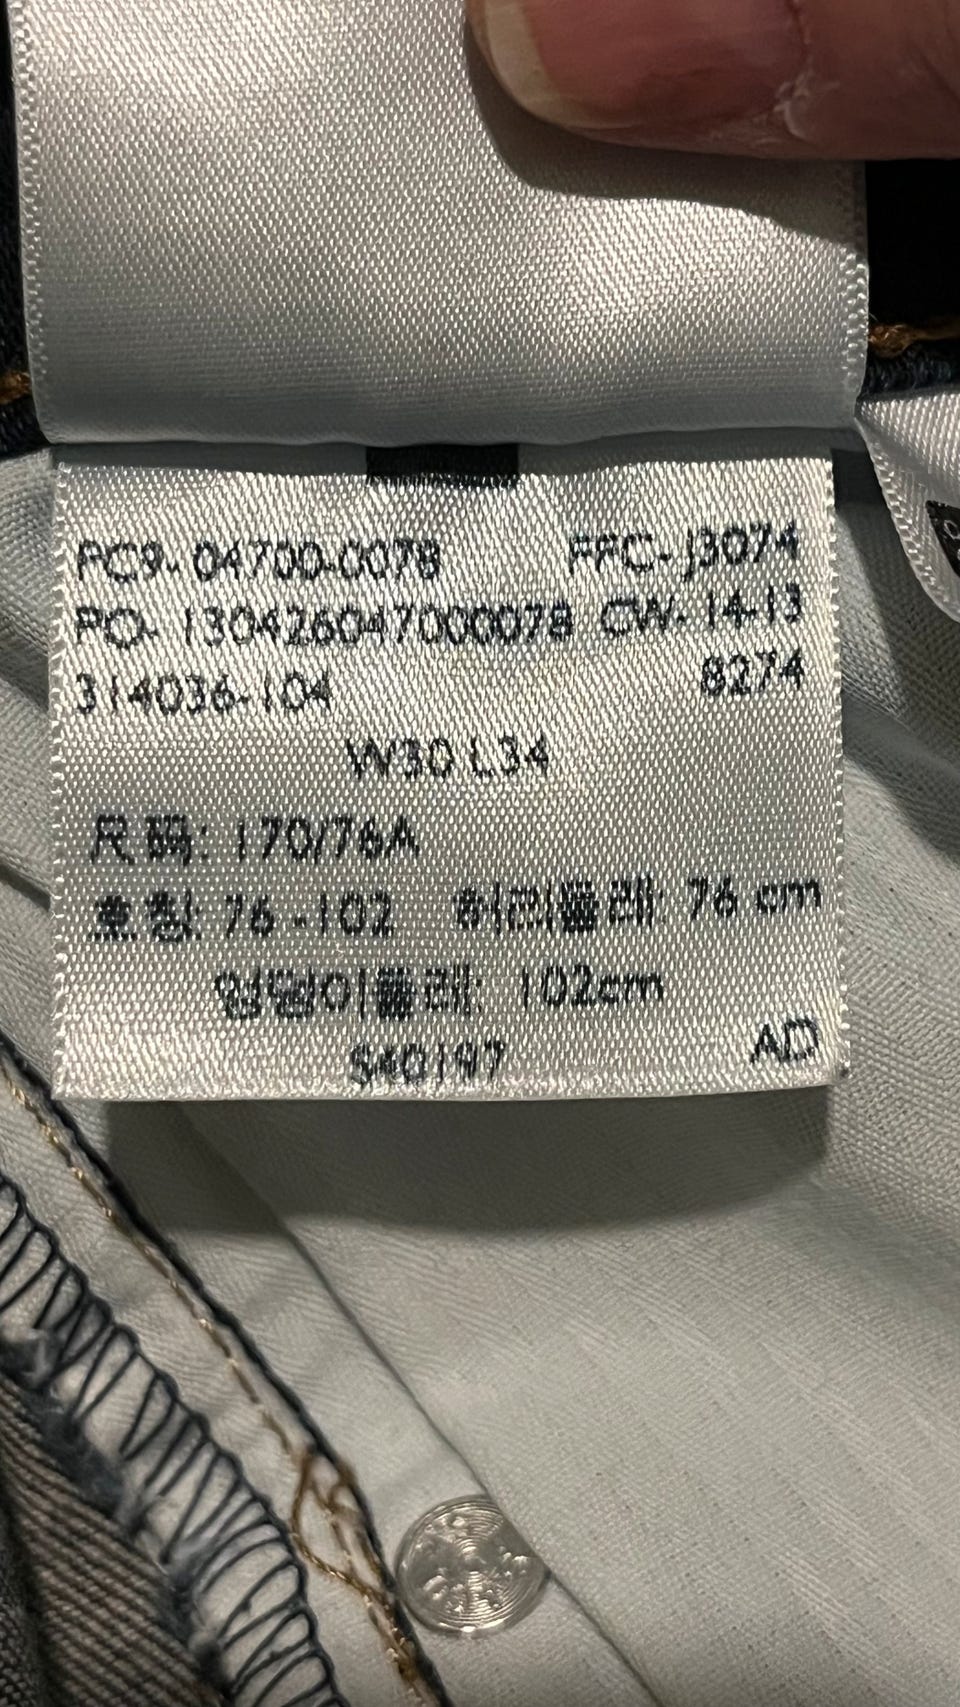 PC9- 04700-0078 FFC- J3074
PO- 130426047000078 CW- 14-13
314036-104 8274
W30 L34
尺码: 170/76A
호칭: 76 -102 허리둘레: 76 cm
엉덩이둘레: 102cm
S40197 AD